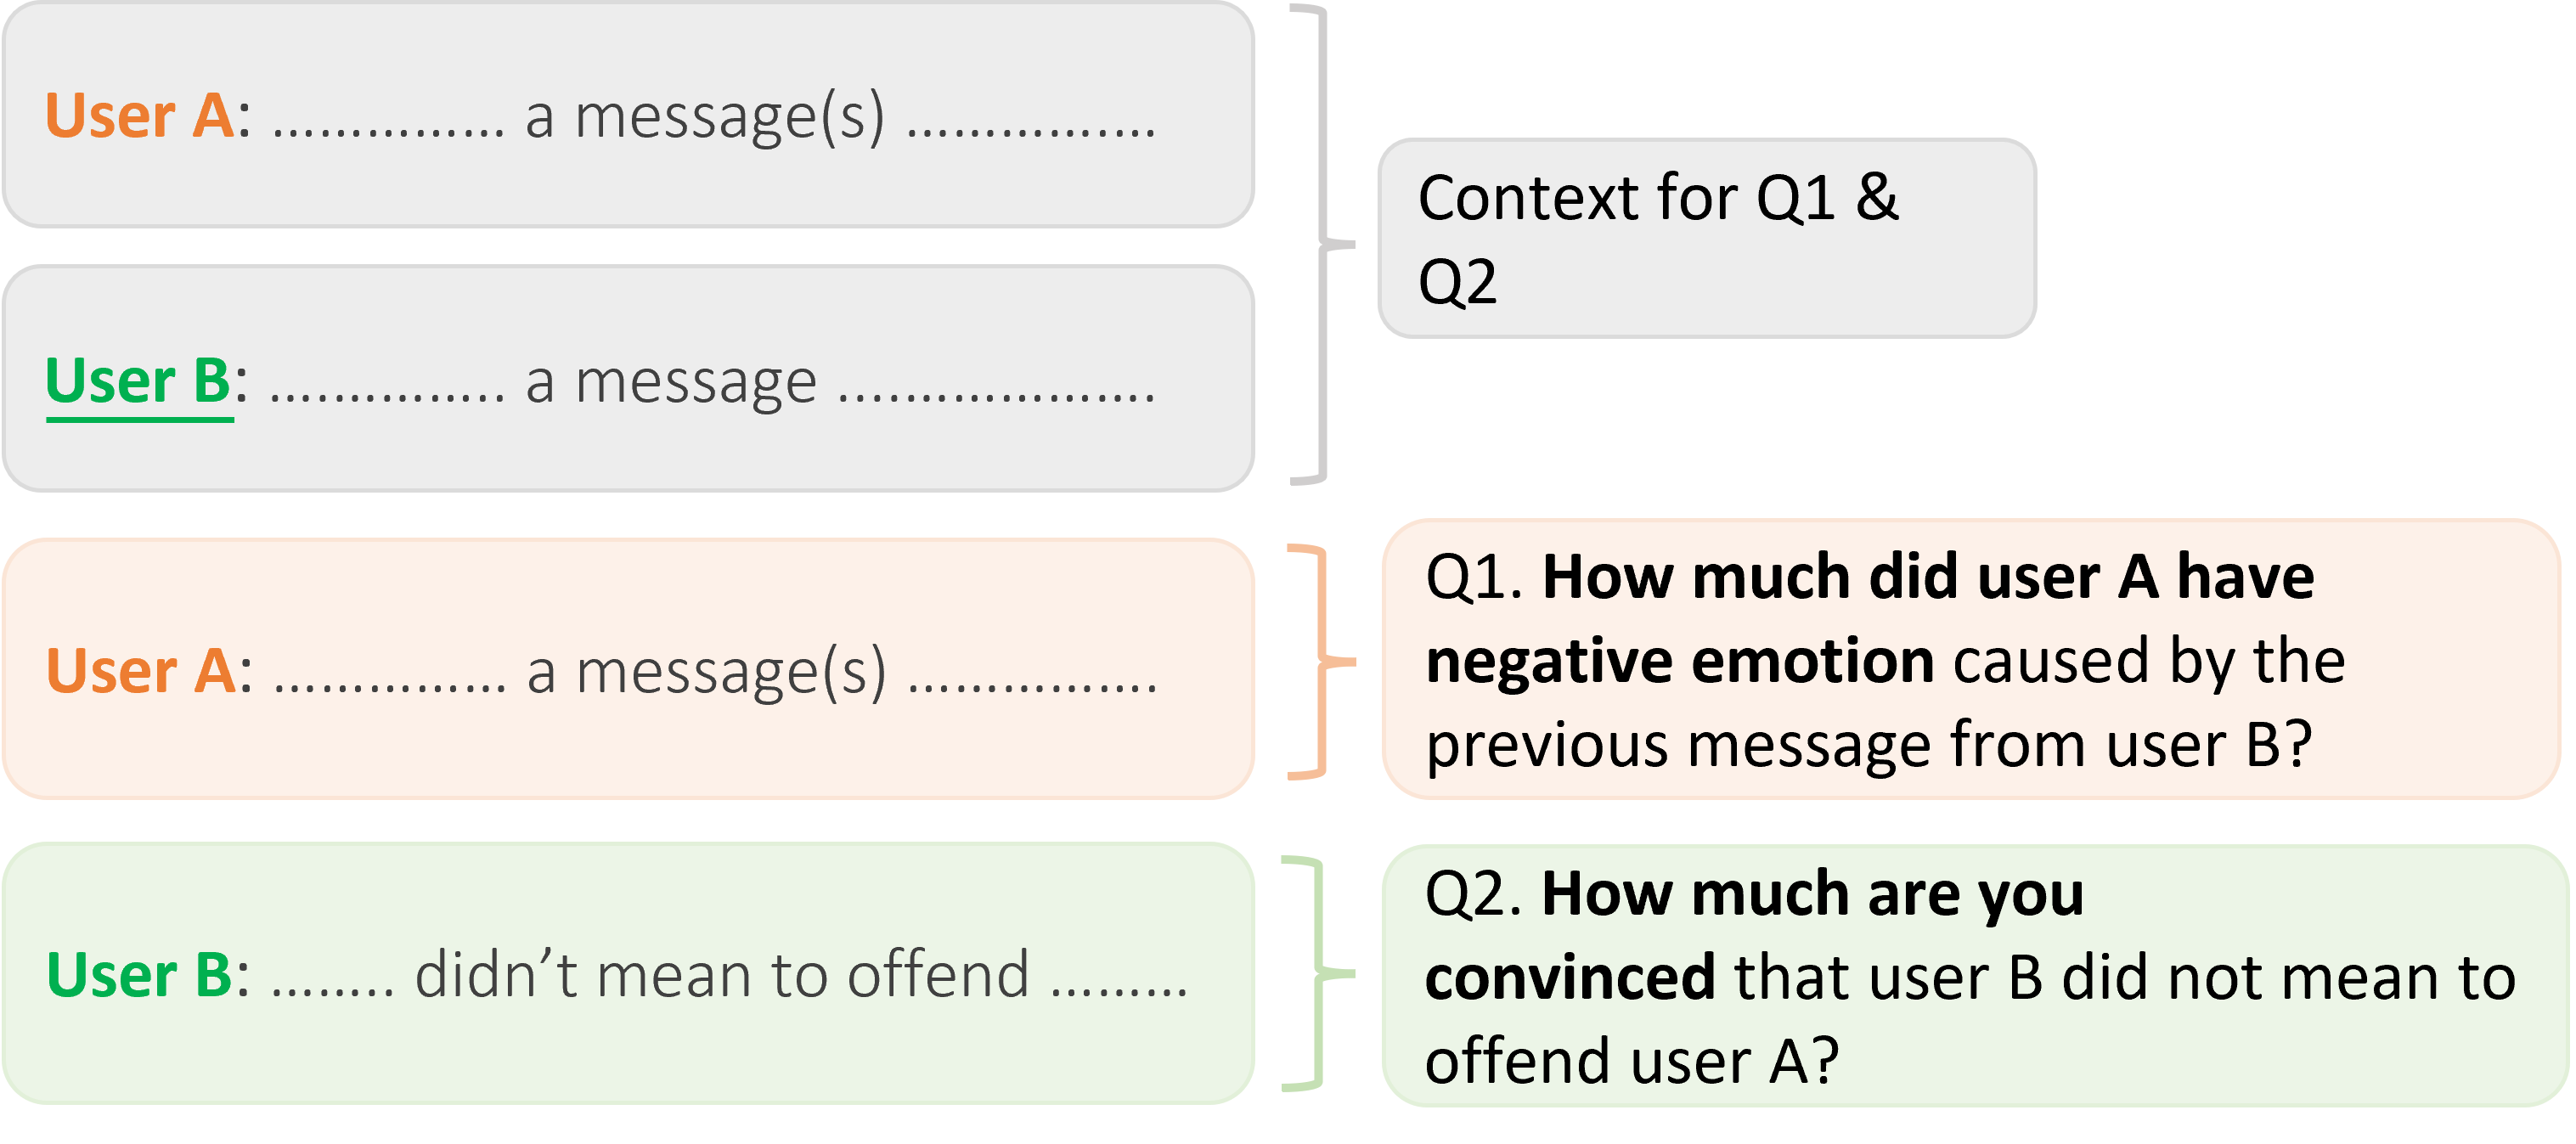 User A: ............... a message(s) ................
Context for Q1 &
Q2
User B: ............... a message ....................
User A: ............... a message(s) ................
Q1. How much did user A have
negative emotion caused by the
previous message from user B?
User B: ........ didn’t mean to offend .........
Q2. How much are you
convinced that user B did not mean to
offend user A?